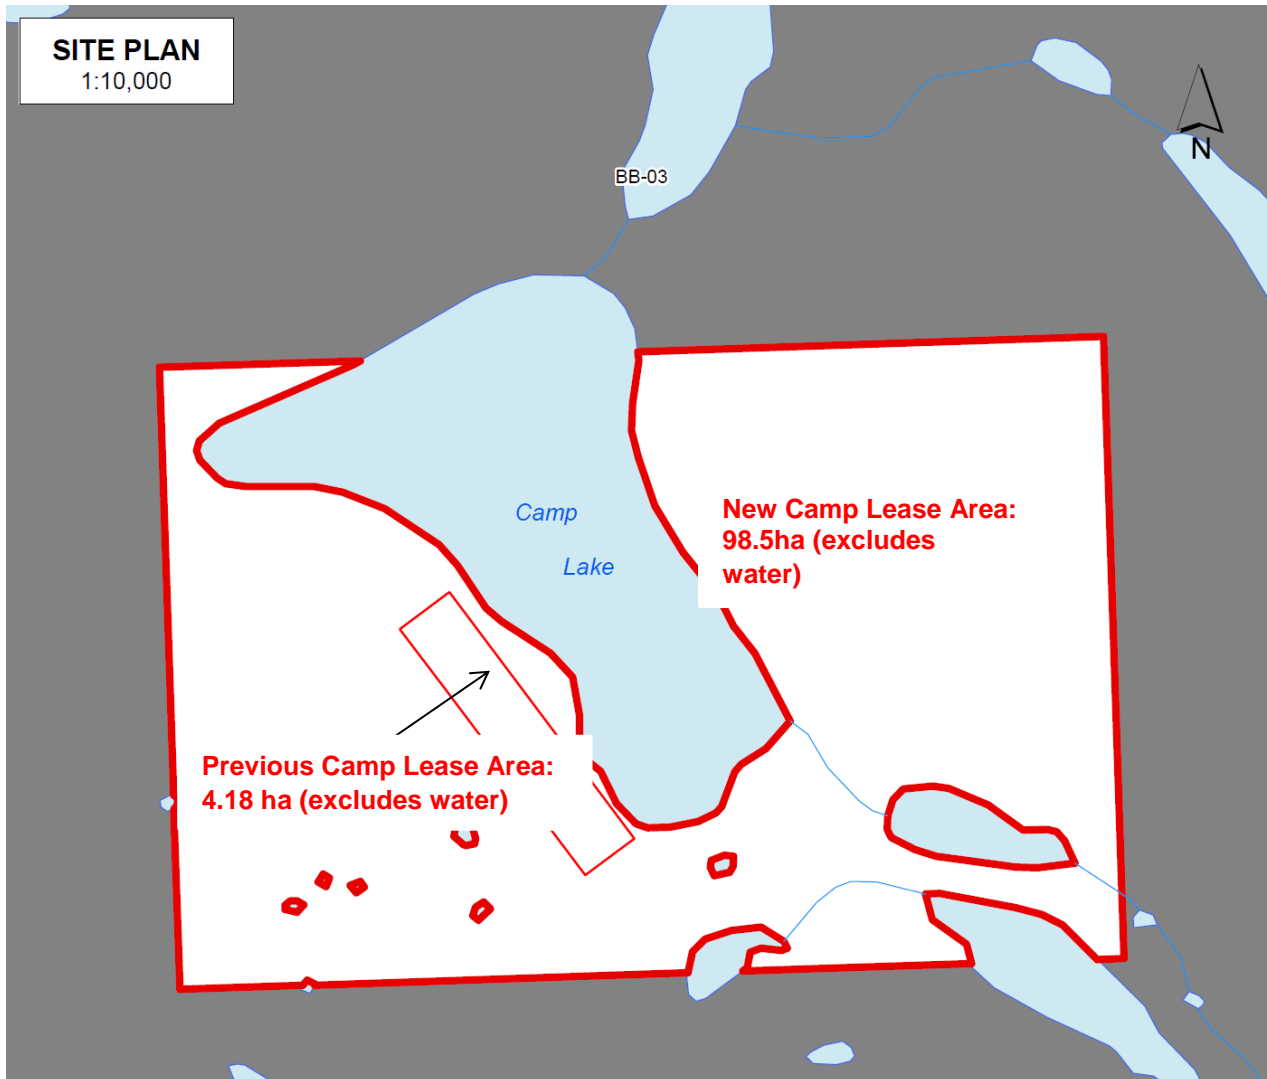 SITE PLAN
1:10,000
N
BB-03
Camp
Lake
New Camp Lease Area:
98.5ha (excludes
water)
Previous Camp Lease Area:
4.18 ha (excludes water)